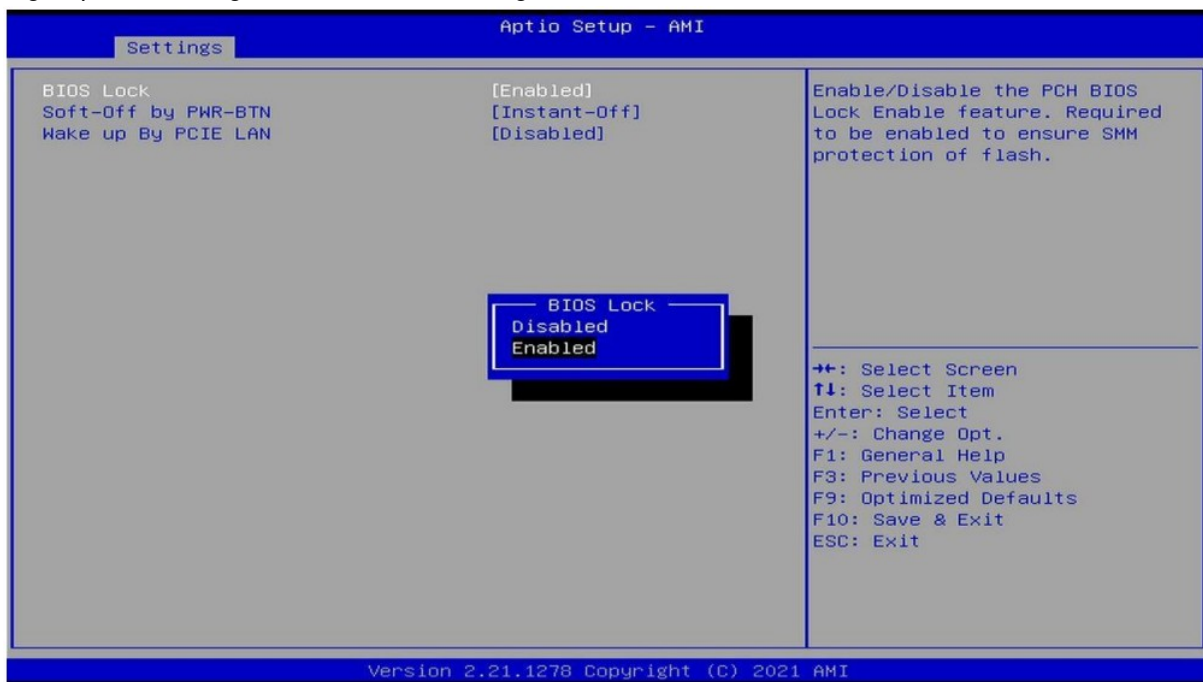 Aptio Setup – AMI
Settings
BIOS Lock [Enabled]
Soft-Off by PWR-BTN [Instant-Off]
Wake up By PCIE LAN [Disabled]
Enable/Disable the PCH BIOS
Lock Enable feature. Required
to be enabled to ensure SMM
protection of flash.
BIOS Lock
Disabled
Enabled
→←: Select Screen
↑↓: Select Item
Enter: Select
+/-: Change Opt.
F1: General Help
F3: Previous Values
F9: Optimized Defaults
F10: Save & Exit
ESC: Exit
Version 2.21.1278 Copyright (C) 2021 AMI